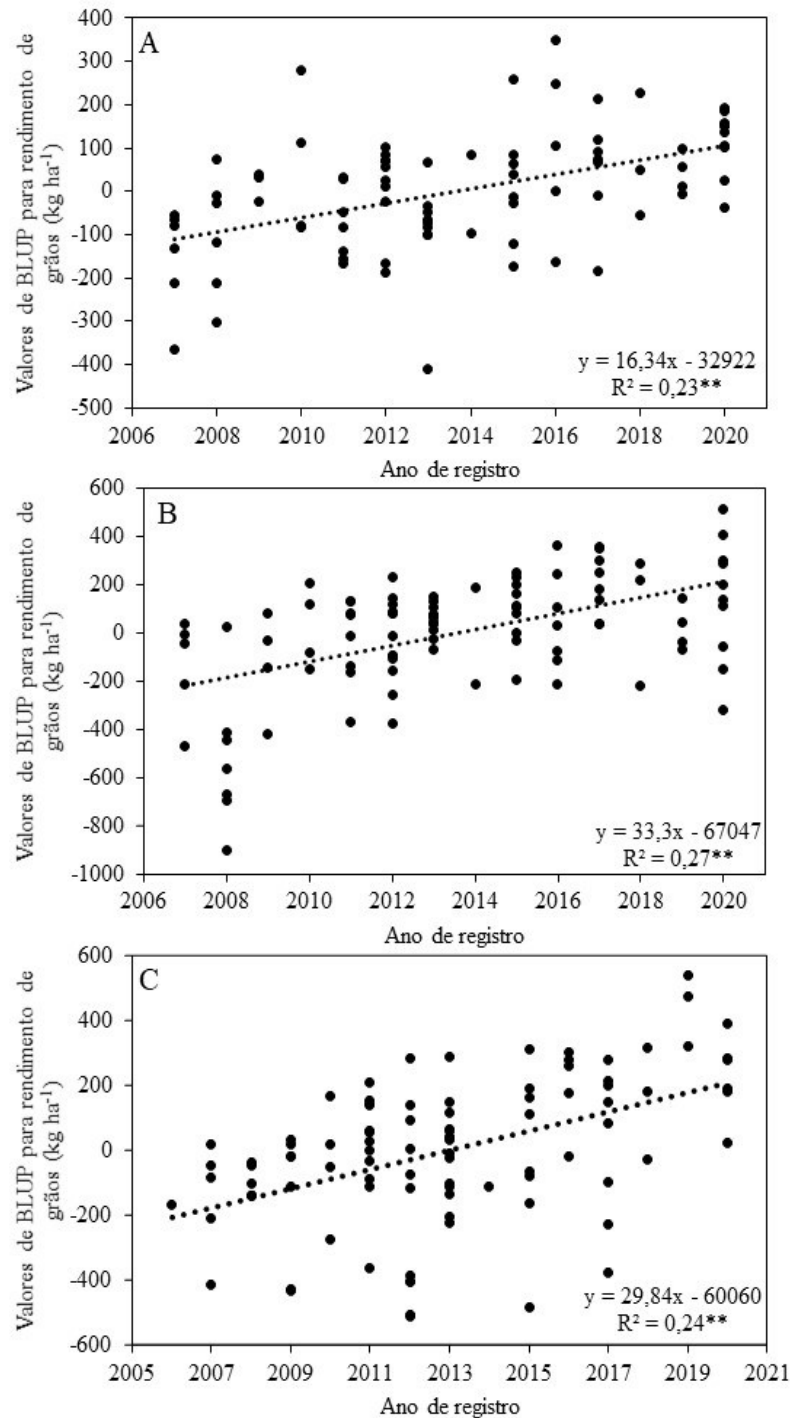 A
400
300
200
100
0
-100
-200
-300
-400
-500
Valores de BLUP para rendimento de
grãos (kg ha⁻¹)
y = 16,34x - 32922
R² = 0,23**
2006 2008 2010 2012 2014 2016 2018 2020
Ano de registro
B
600
400
200
0
-200
-400
-600
-800
-1000
Valores de BLUP para rendimento de
grãos (kg ha⁻¹)
y = 33,3x - 67047
R² = 0,27**
2006 2008 2010 2012 2014 2016 2018 2020
Ano de registro
C
600
400
200
0
-200
-400
-600
Valores de BLUP para rendimento de
grãos (kg ha⁻¹)
y = 29,84x - 60060
R² = 0,24**
2005 2007 2009 2011 2013 2015 2017 2019 2021
Ano de registro